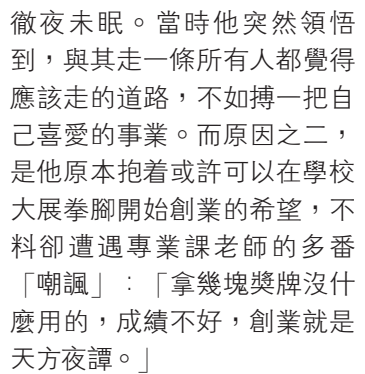 徹夜未眠。當時他突然領悟
到，與其走一條所有人都覺得
應該走的道路，不如搏一把自
己喜愛的事業。而原因之二，
是他原本抱着或許可以在學校
大展拳腳開始創業的希望，不
料卻遭遇專業課老師的多番
「嘲諷」：「拿幾塊獎牌沒什
麼用的，成績不好，創業就是
天方夜譚。」